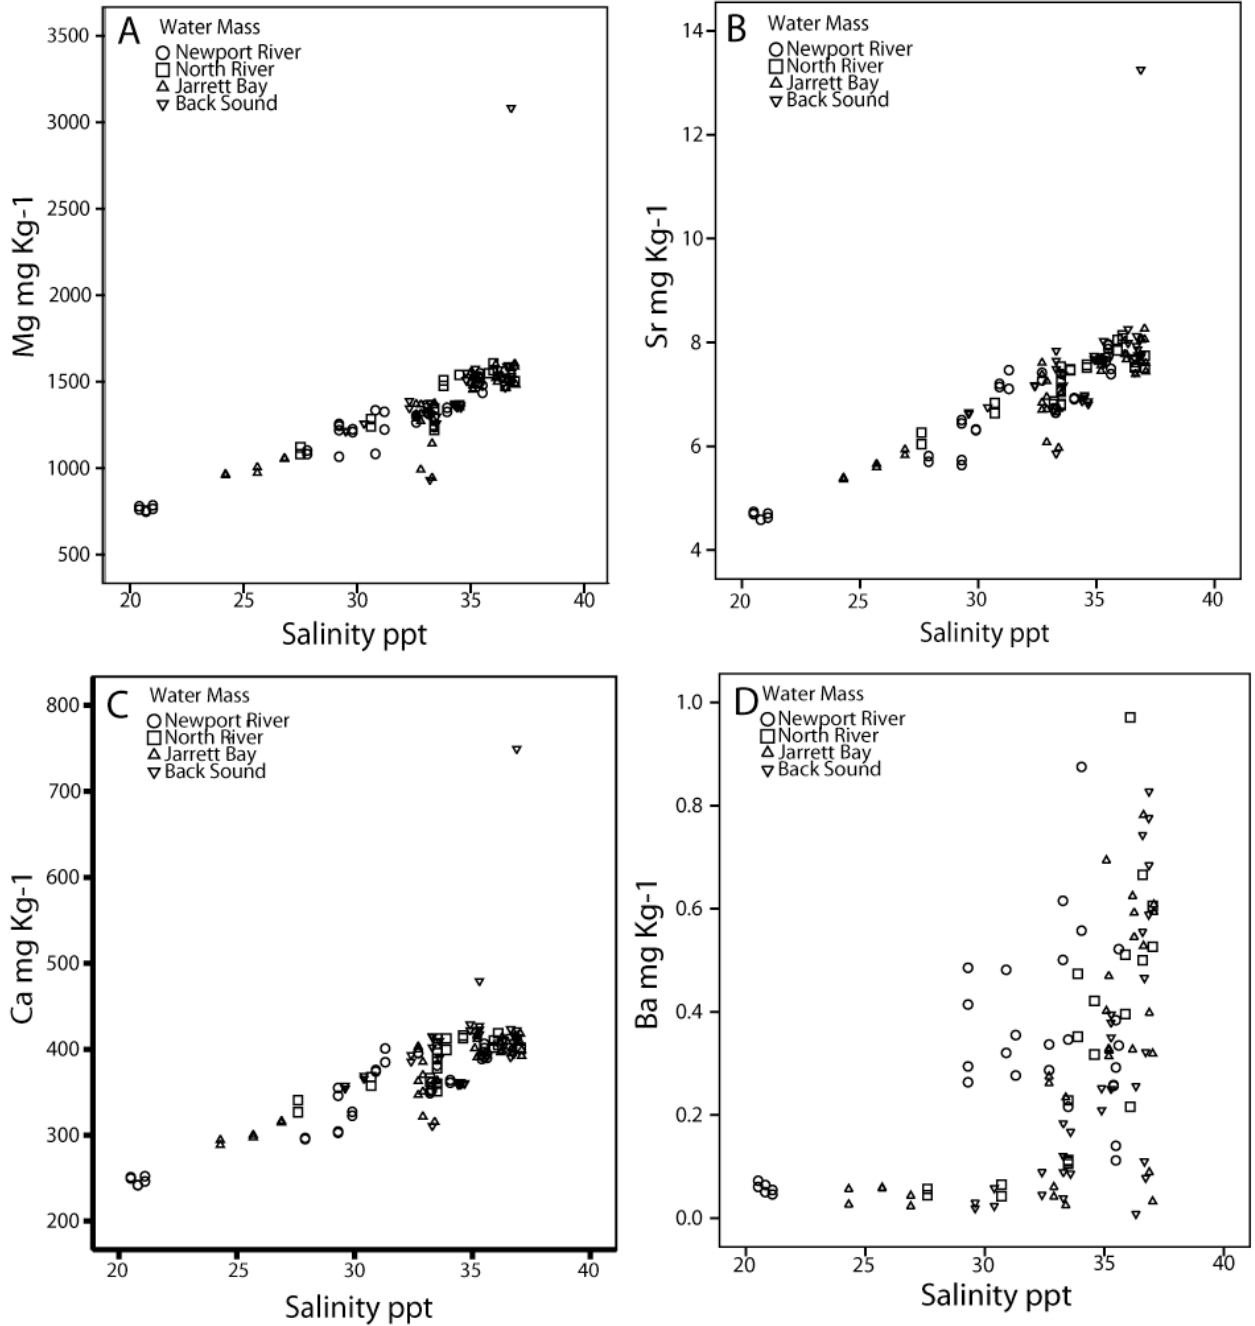 A
Water Mass
Newport River
North River
Jarrett Bay
Back Sound
3500
3000
2500
2000
1500
1000
500
Mg mg Kg-1
20 25 30 35 40
Salinity ppt
B
Water Mass
Newport River
North River
Jarrett Bay
Back Sound
14
12
10
8
6
4
Sr mg Kg-1
20 25 30 35 40
Salinity ppt
C
Water Mass
Newport River
North River
Jarrett Bay
Back Sound
800
700
600
500
400
300
200
Ca mg Kg-1
20 25 30 35 40
Salinity ppt
D
Water Mass
Newport River
North River
Jarrett Bay
Back Sound
1.0
0.8
0.6
0.4
0.2
0.0
Ba mg Kg-1
20 25 30 35 40
Salinity ppt